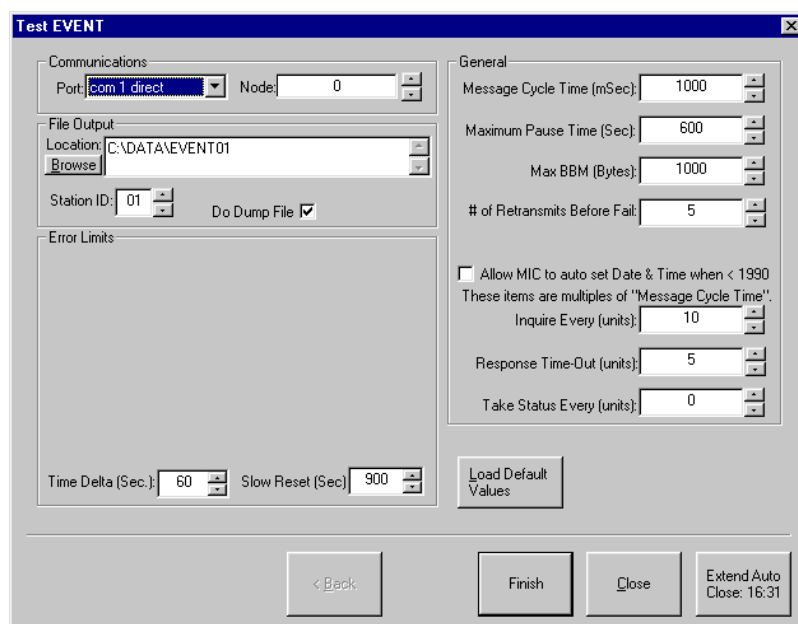 Test EVENT
Communications
Port: com 1 direct
Node: 0
File Output
Location: C:\DATA\EVENT01
Browse
Station ID: 01
Do Dump File
Error Limits
Time Delta (Sec.): 60
Slow Reset (Sec) 900
General
Message Cycle Time (mSec): 1000
Maximum Pause Time (Sec): 600
Max BBM (Bytes): 1000
# of Retransmits Before Fail: 5
Allow MIC to auto set Date & Time when < 1990
These items are multiples of "Message Cycle Time".
Inquire Every (units): 10
Response Time-Out (units): 5
Take Status Every (units): 0
Load Default
Values
< Back
Finish
Close
Extend Auto
Close: 16:31